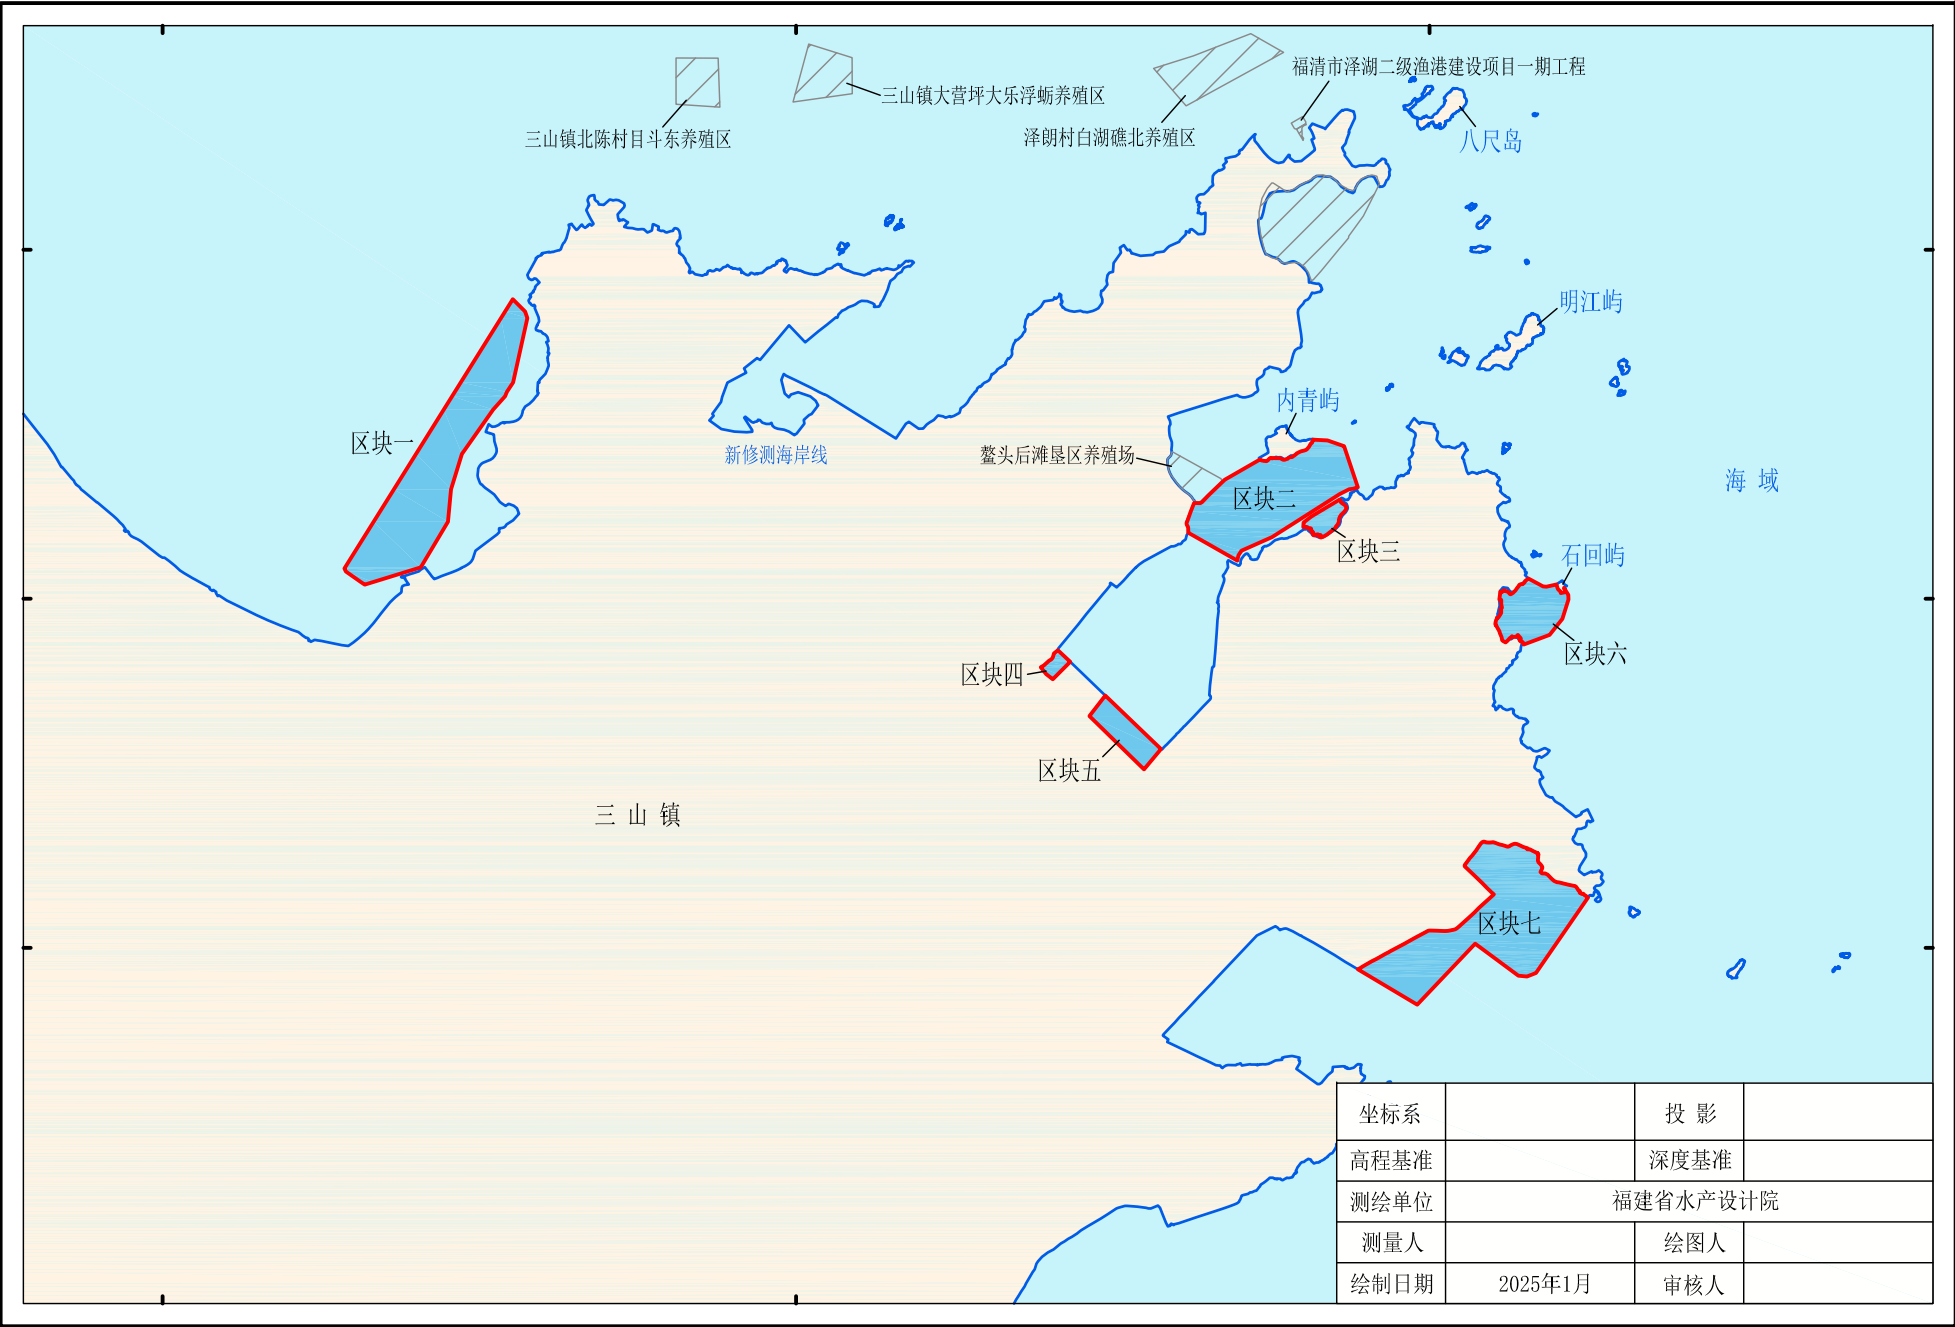 福清市泽湖二级渔港建设项目一期工程
三山镇大营坪大乐浮蛎养殖区
三山镇北陈村目斗东养殖区
泽朗村白湖礁北养殖区
八尺岛
明江屿
内青屿
区块一
新修测海岸线
鳌头后滩垦区养殖场
海 域
区块二
区块三
石回屿
区块六
区块四
区块五
三 山 镇
区块七
坐标系
投 影
高程基准
深度基准
测绘单位
福建省水产设计院
测量人
绘图人
绘制日期
2025年1月
审核人